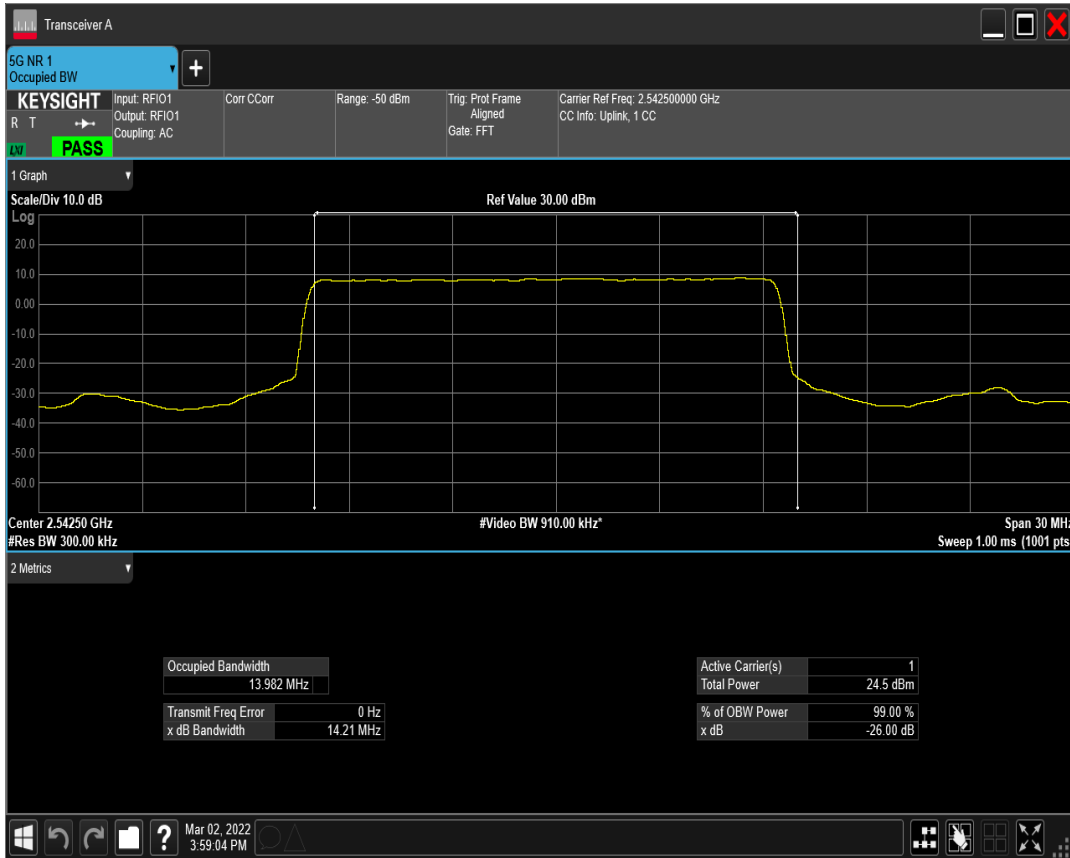 Transceiver A
5G NR 1
Occupied BW
KEYSIGHT
R T
LXI
PASS
Input: RFIO1
Output: RFIO1
Coupling: AC
Corr CCorr
Range: -50 dBm
Trig: Prot Frame
Aligned
Gate: FFT
Carrier Ref Freq: 2.542500000 GHz
CC Info: Uplink, 1 CC
1 Graph
Scale/Div 10.0 dB
Ref Value 30.00 dBm
Log
20.0
10.0
0.00
-10.0
-20.0
-30.0
-40.0
-50.0
-60.0
Center 2.54250 GHz
#Video BW 910.00 kHz*
Span 30 MHz
#Res BW 300.00 kHz
Sweep 1.00 ms (1001 pts
2 Metrics
Occupied Bandwidth
13.982 MHz
Transmit Freq Error 0 Hz
x dB Bandwidth 14.21 MHz
Active Carrier(s) 1
Total Power 24.5 dBm
% of OBW Power 99.00 %
x dB -26.00 dB
?
Mar 02, 2022
3:59:04 PM